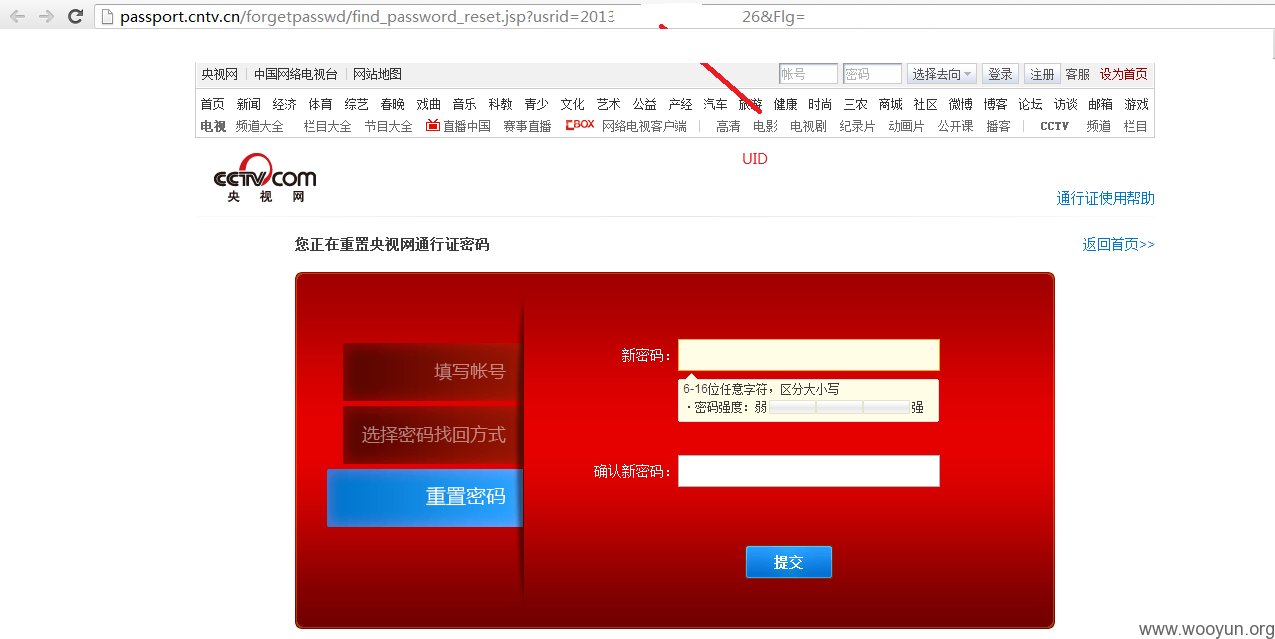 passport.cntv.cn/forgetpasswd/find_password_reset.jsp?usrid=2013 26&Flg=
央视网 | 中国网络电视台 | 网站地图 帐号 密码 选择去向 登录 注册 客服 设为首页
首页 新闻 经济 体育 综艺 春晚 戏曲 音乐 科教 青少 文化 艺术 公益 产经 汽车 旅游 健康 时尚 三农 商城 社区 微博 博客 论坛 访谈 邮箱 游戏
电视 频道大全 栏目大全 节目大全 直播中国 赛事直播 CBOX 网络电视客户端 | 高清 电影 电视剧 纪录片 动画片 公开课 播客 | CCTV 频道 栏目
UID
cctv.com
央视网
通行证使用帮助
您正在重置央视网通行证密码 返回首页>>
填写帐号
选择密码找回方式
重置密码
新密码:
6-16位任意字符，区分大小写
·密码强度: 弱 强
确认新密码:
提交
www.wooyun.org